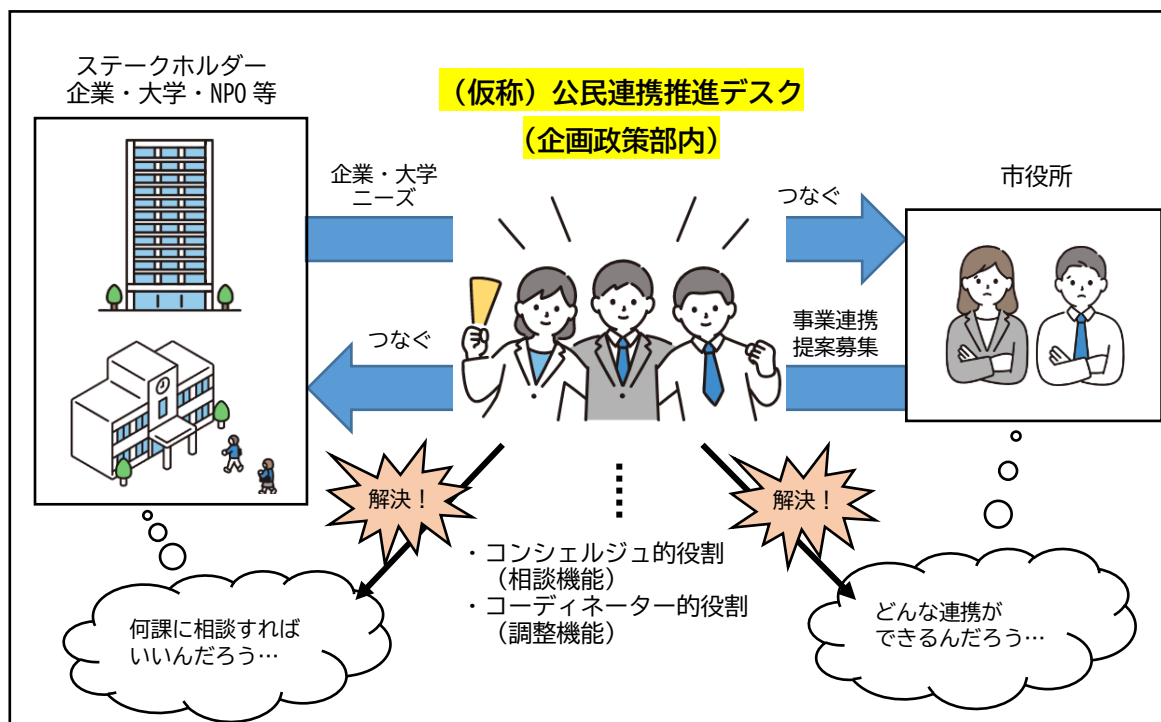 ステークホルダー
企業・大学・NPO 等
（仮称）公民連携推進デスク
（企画政策部内）
市役所
企業・大学
ニーズ
つなぐ
つなぐ
事業連携
提案募集
解決！
解決！
・コンシェルジュ的役割
（相談機能）
・コーディネーター的役割
（調整機能）
何課に相談すれば
いいんだろう…
どんな連携が
できるんだろう…